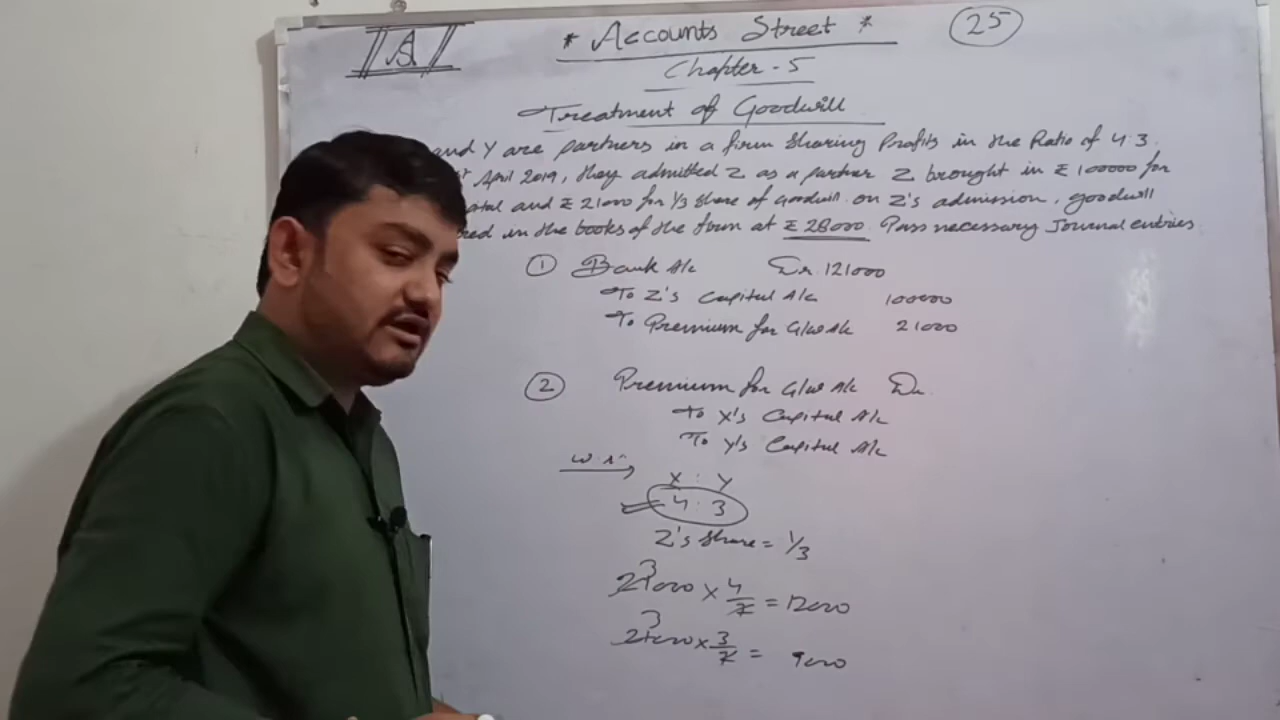 AS
* Accounts Street *
25
Chapter - 5
Treatment of Goodwill
and Y are partners in a firm sharing Profits in the Ratio of 4:3.
April 2019, they admitted Z as a partner Z brought in ₹ 100000 for
and ₹ 21000 for 1/3 share of Goodwill. on Z's admission, goodwill
in the books of the firm at ₹ 28000. Pass necessary Journal entries
① Bank A/c Dr. 121000
To Z's Capital A/c 100000
To Premium for G/w A/c 21000
② Premium for G/w A/c Dr.
To X's Capital A/c
To Y's Capital A/c
W.N.
X : Y
4 : 3
Z's Share = 1/3
21000 × 4/7 = 12000
3
21000 × 3/7 = 9000
3